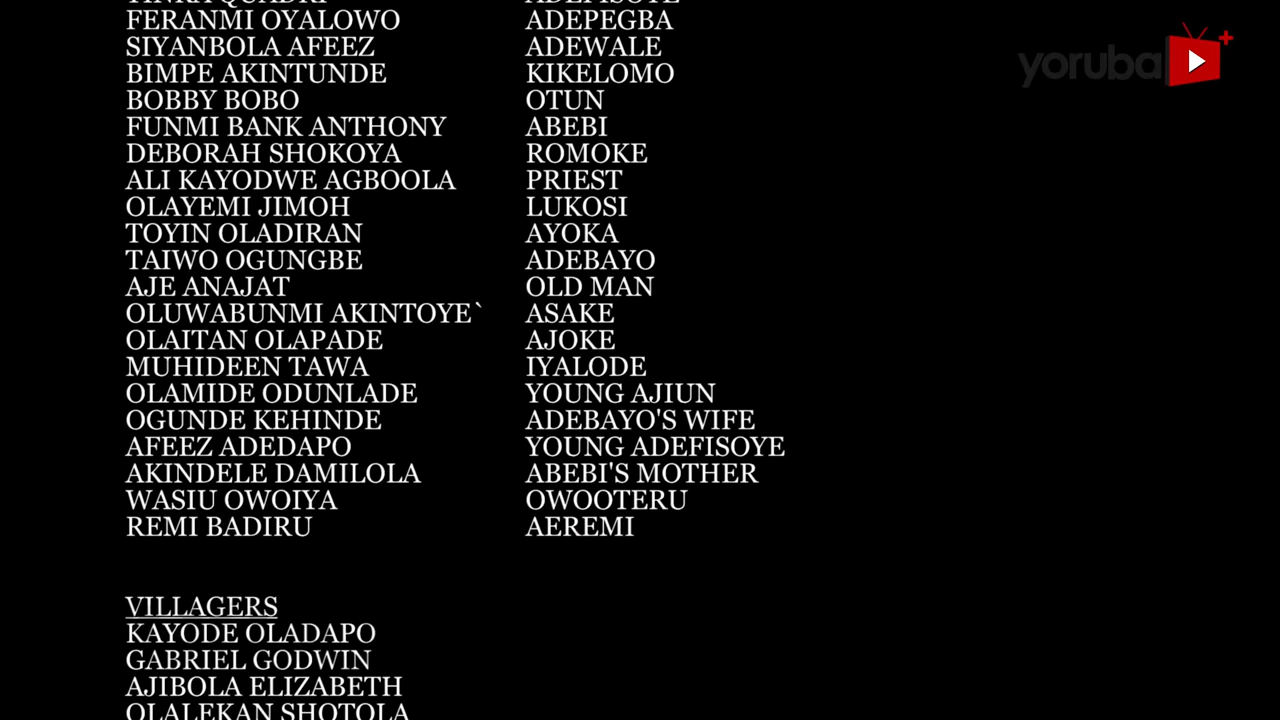 FERANMI OYALOWO ADEPEGBA
SIYANBOLA AFEEZ ADEWALE
BIMPE AKINTUNDE KIKELOMO
BOBBY BOBO OTUN
FUNMI BANK ANTHONY ABEBI
DEBORAH SHOKOYA ROMOKE
ALI KAYODWE AGBOOLA PRIEST
OLAYEMI JIMOH LUKOSI
TOYIN OLADIRAN AYOKA
TAIWO OGUNGBE ADEBAYO
AJE ANAJAT OLD MAN
OLUWABUNMI AKINTOYE` ASAKE
OLAITAN OLAPADE AJOKE
MUHIDEEN TAWA IYALODE
OLAMIDE ODUNLADE YOUNG AJIUN
OGUNDE KEHINDE ADEBAYO'S WIFE
AFEEZ ADEDAPO YOUNG ADEFISOYE
AKINDELE DAMILOLA ABEBI'S MOTHER
WASIU OWOIYA OWOOTERU
REMI BADIRU AEREMI
VILLAGERS
KAYODE OLADAPO
GABRIEL GODWIN
AJIBOLA ELIZABETH
OLALEKAN SHOTOLA
yoruba